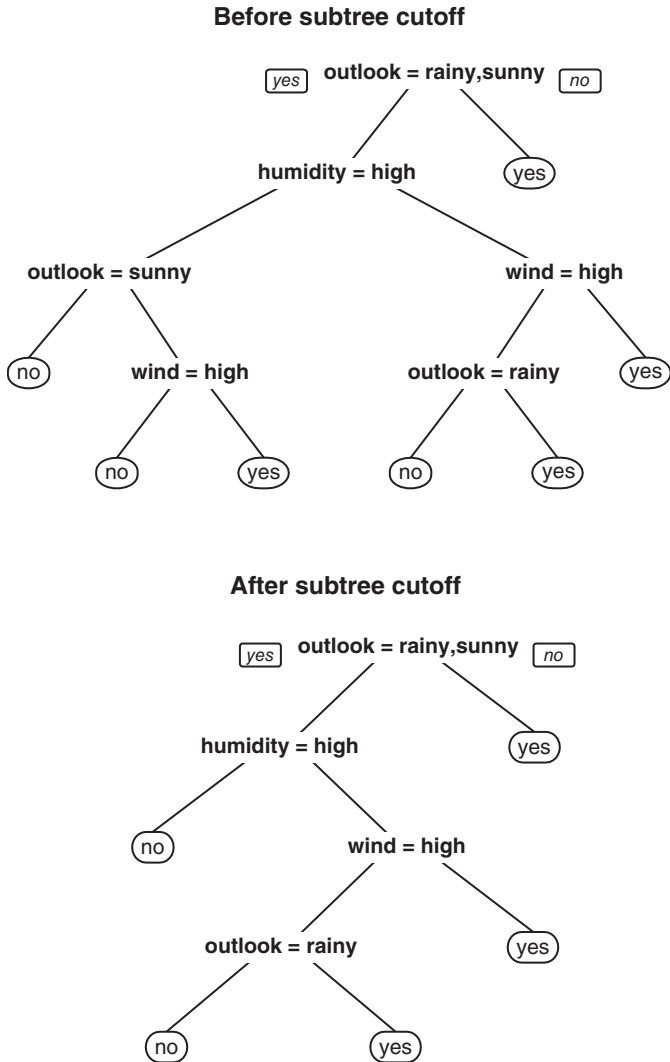 Before subtree cutoff
yes outlook = rainy,sunny no
humidity = high yes
outlook = sunny wind = high
no wind = high outlook = rainy yes
no yes no yes
After subtree cutoff
yes outlook = rainy,sunny no
humidity = high yes
no wind = high
outlook = rainy yes
no yes